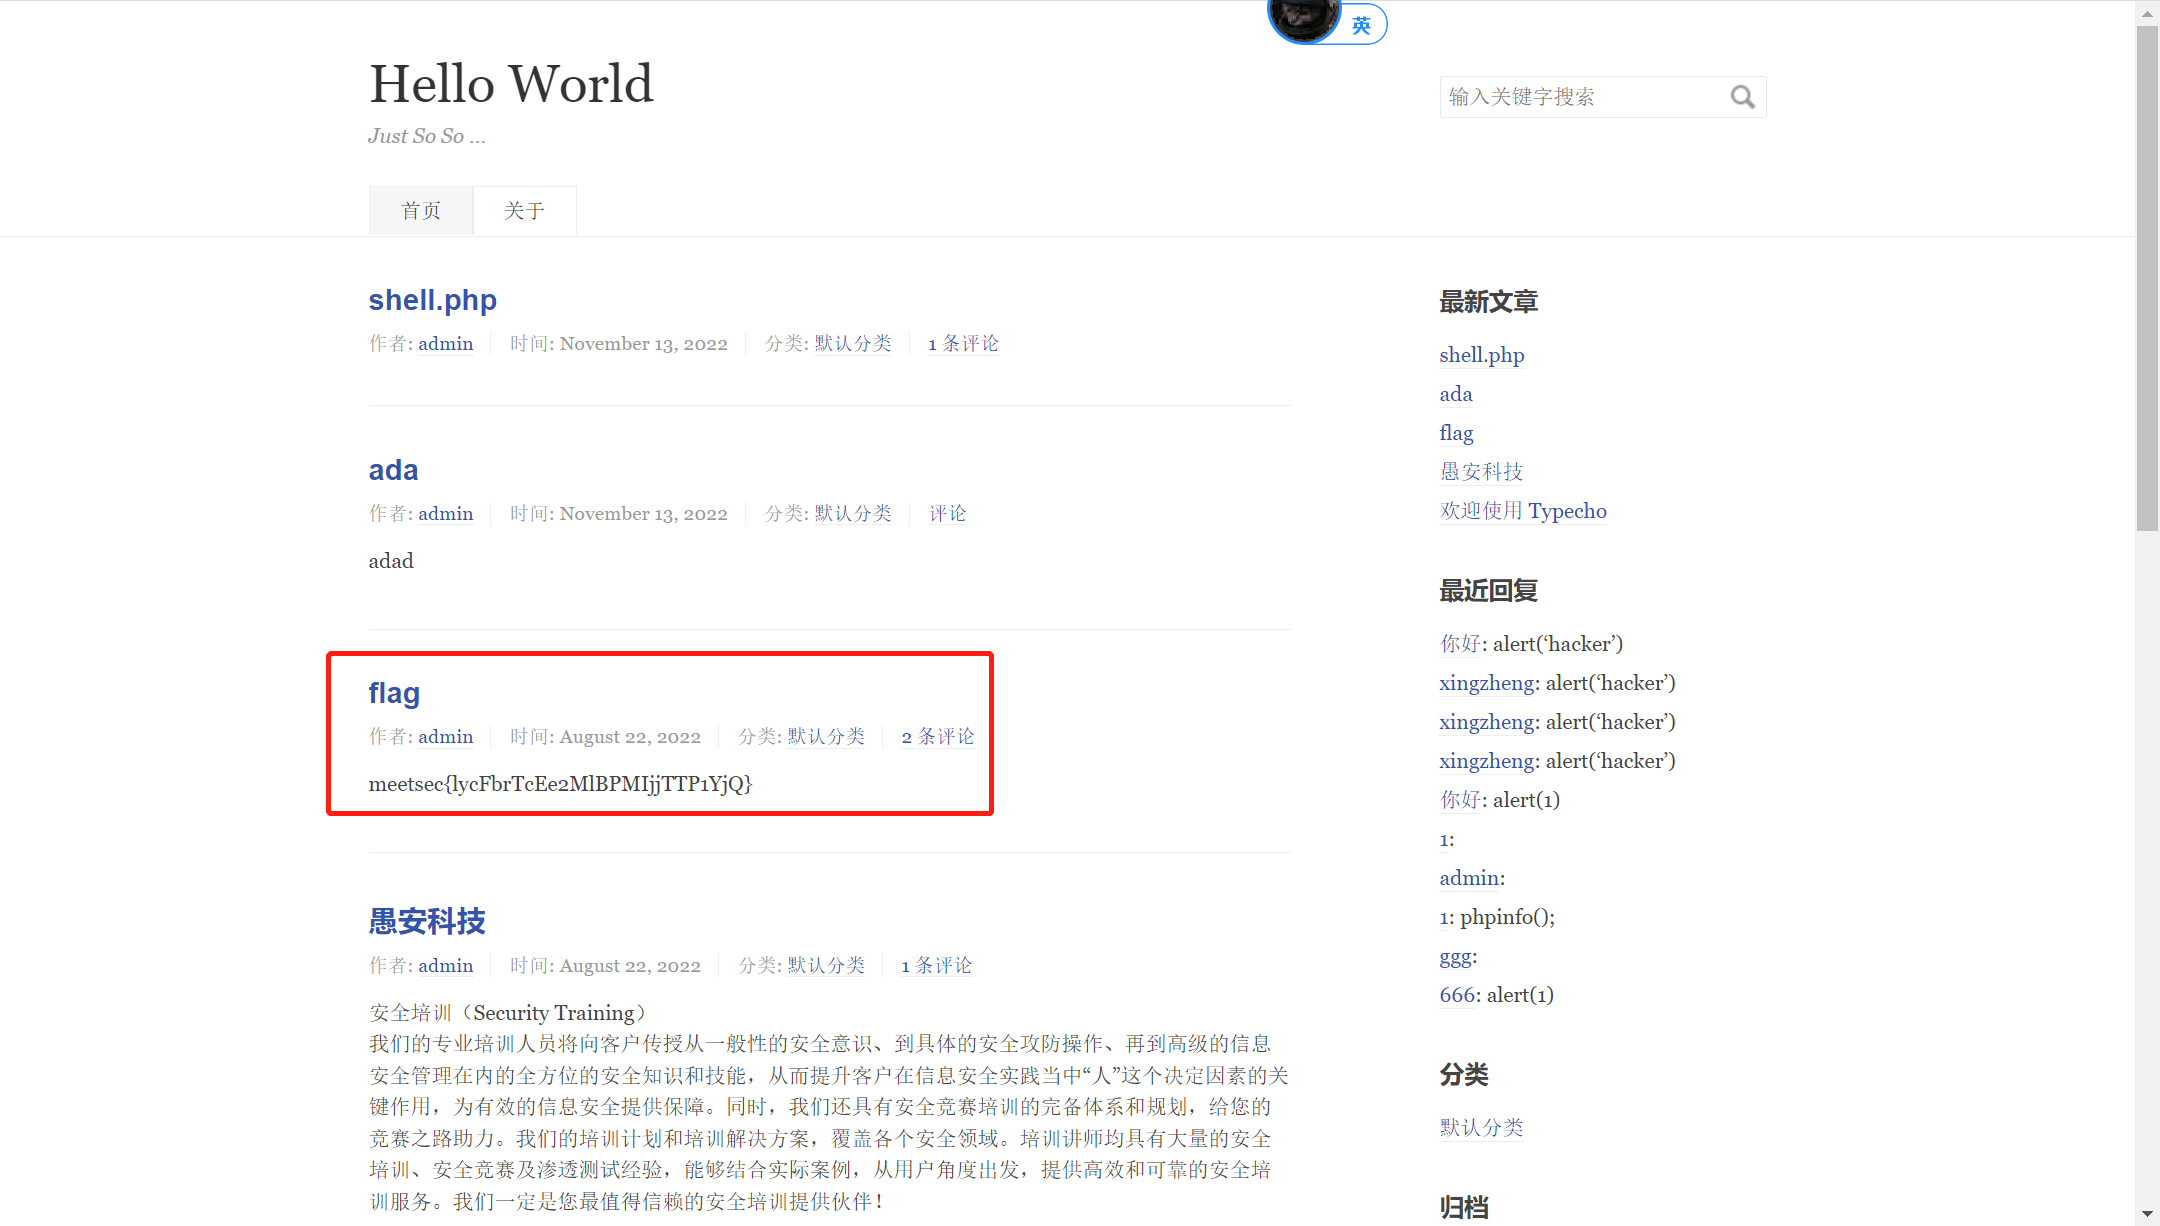 英
Hello World
Just So So ...
输入关键字搜索
首页
关于
shell.php
作者: admin 时间: November 13, 2022 分类: 默认分类 1 条评论
ada
作者: admin 时间: November 13, 2022 分类: 默认分类 评论
adad
flag
作者: admin 时间: August 22, 2022 分类: 默认分类 2 条评论
meetsec{lycFbrTcEe2MlBPMIjjTTP1YjQ}
愚安科技
作者: admin 时间: August 22, 2022 分类: 默认分类 1 条评论
安全培训（Security Training）
我们的专业培训人员将向客户传授从一般性的安全意识、到具体的安全攻防操作、再到高级的信息
安全管理在内的全方位的安全知识和技能，从而提升客户在信息安全实践当中“人”这个决定因素的关
键作用，为有效的信息安全提供保障。同时，我们还具有安全竞赛培训的完备体系和规划，给您的
竞赛之路助力。我们的培训计划和培训解决方案，覆盖各个安全领域。培训讲师均具有大量的安全
培训、安全竞赛及渗透测试经验，能够结合实际案例，从用户角度出发，提供高效和可靠的安全培
训服务。我们一定是您最值得信赖的安全培训提供伙伴！
最新文章
shell.php
ada
flag
愚安科技
欢迎使用 Typecho
最近回复
你好: alert(‘hacker’)
xingzheng: alert(‘hacker’)
xingzheng: alert(‘hacker’)
xingzheng: alert(‘hacker’)
你好: alert(1)
1:
admin:
1: phpinfo();
ggg:
666: alert(1)
分类
默认分类
归档